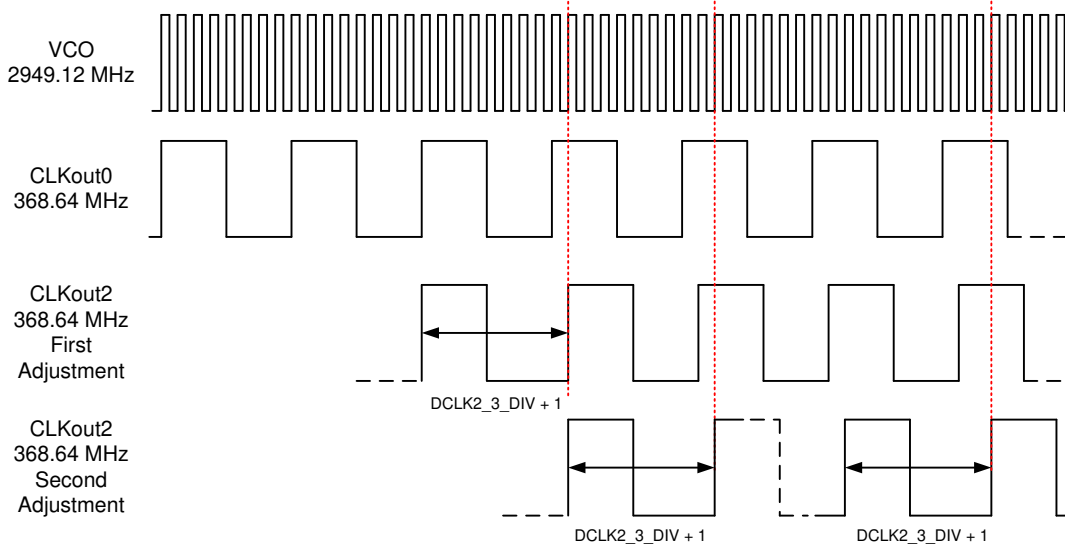 VCO
2949.12 MHz
CLKout0
368.64 MHz
CLKout2
368.64 MHz
First
Adjustment
DCLK2_3_DIV + 1
CLKout2
368.64 MHz
Second
Adjustment
DCLK2_3_DIV + 1
DCLK2_3_DIV + 1